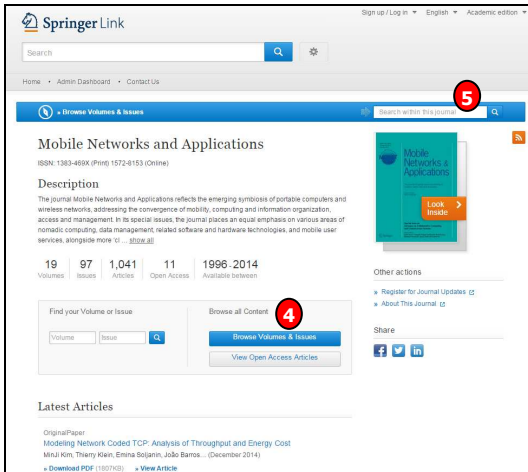 Sign up / Log in English Academic edition
Springer Link
Search
Home • Admin Dashboard • Contact Us
5
» Browse Volumes & Issues
Search within this journal
Mobile Networks and Applications
ISSN: 1383-469X (Print) 1572-8153 (Online)
Description
The journal Mobile Networks and Applications reflects the emerging symbiosis of portable computers and
wireless networks, addressing the convergence of mobility, computing and information organization,
access and management. In its special issues, the journal places an equal emphasis on various areas of
nomadic computing, data management, related software and hardware technologies, and mobile user
services, alongside more 'cl ... show all
19 97 1,041 11 1996-2014
Volumes Issues Articles Open Access Available between
Mobile
Networks &
Applications
Look
Inside
Other actions
» Register for Journal Updates
» About This Journal
Share
Find your Volume or Issue
Volume Issue
Browse all Content
4
Browse Volumes & Issues
View Open Access Articles
Latest Articles
OriginalPaper
Modeling Network Coded TCP: Analysis of Throughput and Energy Cost
MinJi Kim, Thierry Klein, Emina Soljanin, João Barros... (December 2014)
» Download PDF (1807KB) » View Article